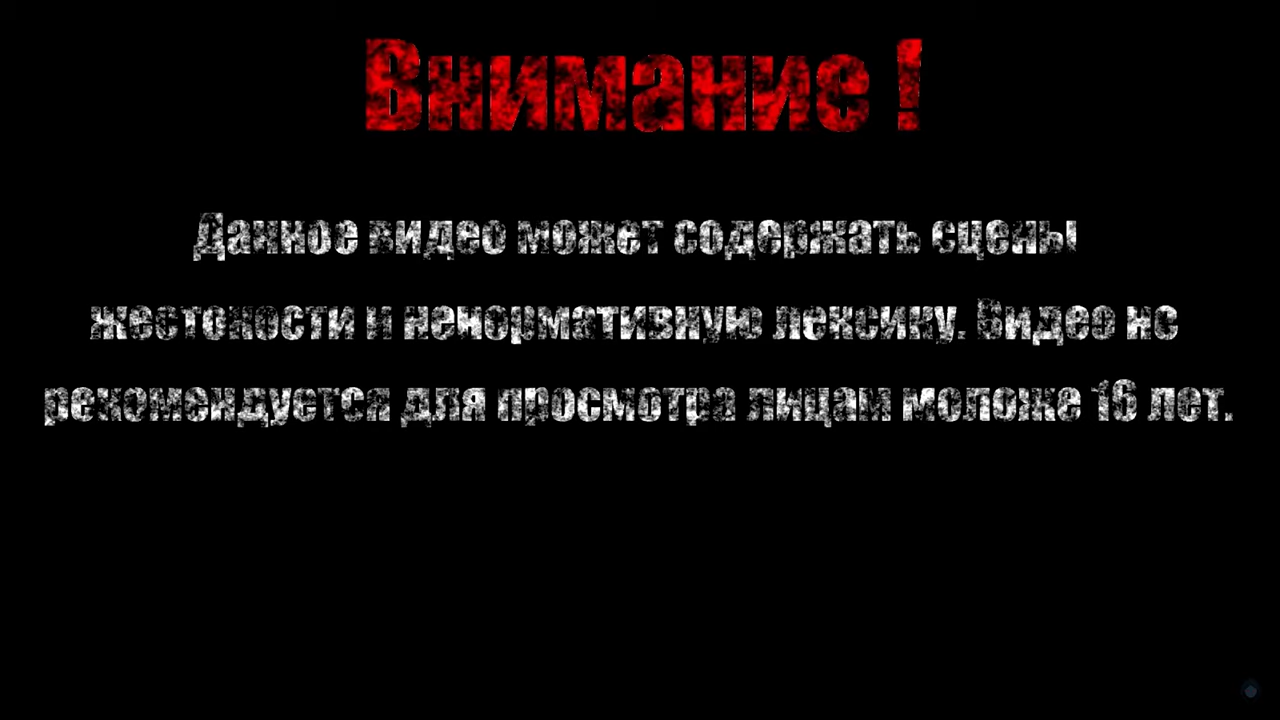 Внимание !
Данное видео может содержать сцены
жестокости и ненормативную лексику. Видео не
рекомендуется для просмотра лицам моложе 16 лет.